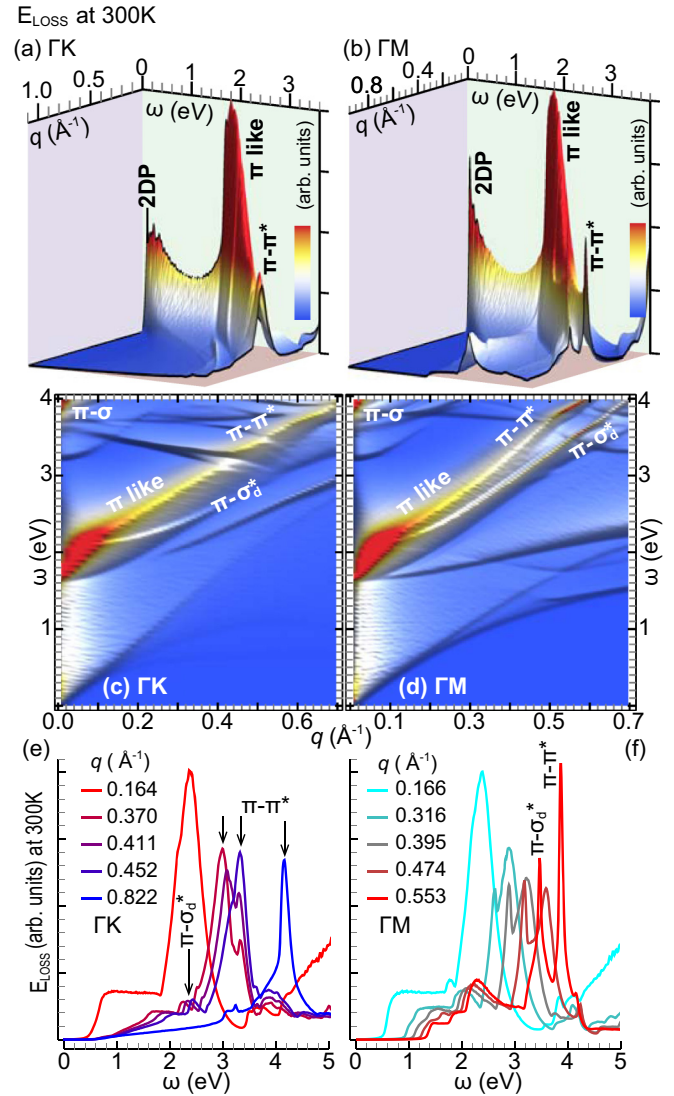 E_LOSS at 300K
(a) ΓK
(b) ΓM
1.0 0.5 0 1 2 3
0.8 0.4 0 1 2 3
q (Å⁻¹)
ω (eV)
q (Å⁻¹)
ω (eV)
2DP
π like
π-π*
(arb. units)
2DP
π like
π-π*
(arb. units)
4
3
2
1
ω (eV)
π-σ
π like
π-π*
π-σ_d*
(c) ΓK
π-σ
π like
π-π*
π-σ_d*
(d) ΓM
4
3
2
1
ω (eV)
0.0 0.2 0.4 0.6
0.1 0.3 0.5 0.7
q (Å⁻¹)
(e)
q ( Å⁻¹)
0.164
0.370
0.411
0.452
0.822
ΓK
π-π*
π-σ_d*
E_LOSS (arb. units) at 300K
0 1 2 3 4 5
ω (eV)
(f)
q ( Å⁻¹)
0.166
0.316
0.395
0.474
0.553
ΓM
π-σ_d*
π-π*
0 1 2 3 4 5
ω (eV)